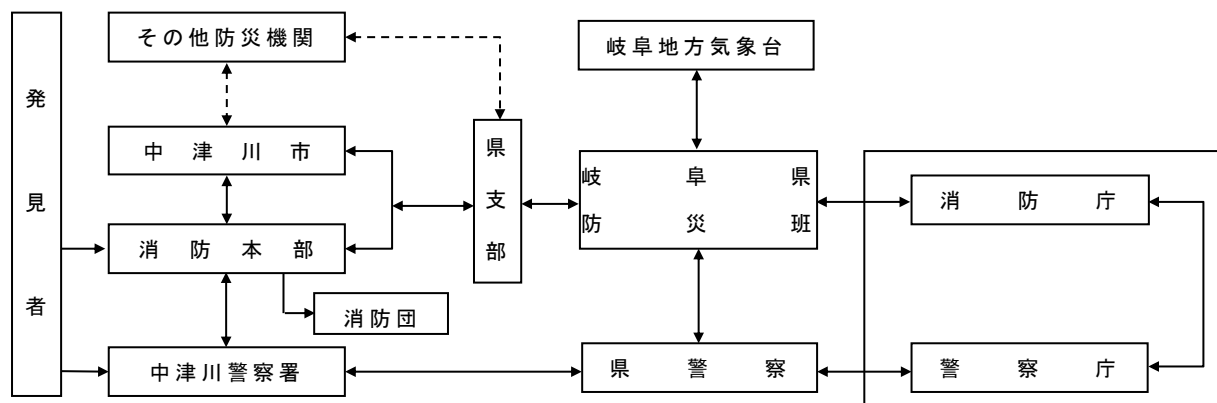 発見者
その他防災機関
岐阜地方気象台
中津川市
県支部
岐阜県
防災班
消防庁
消防本部
消防団
中津川警察署
県警察
警察庁